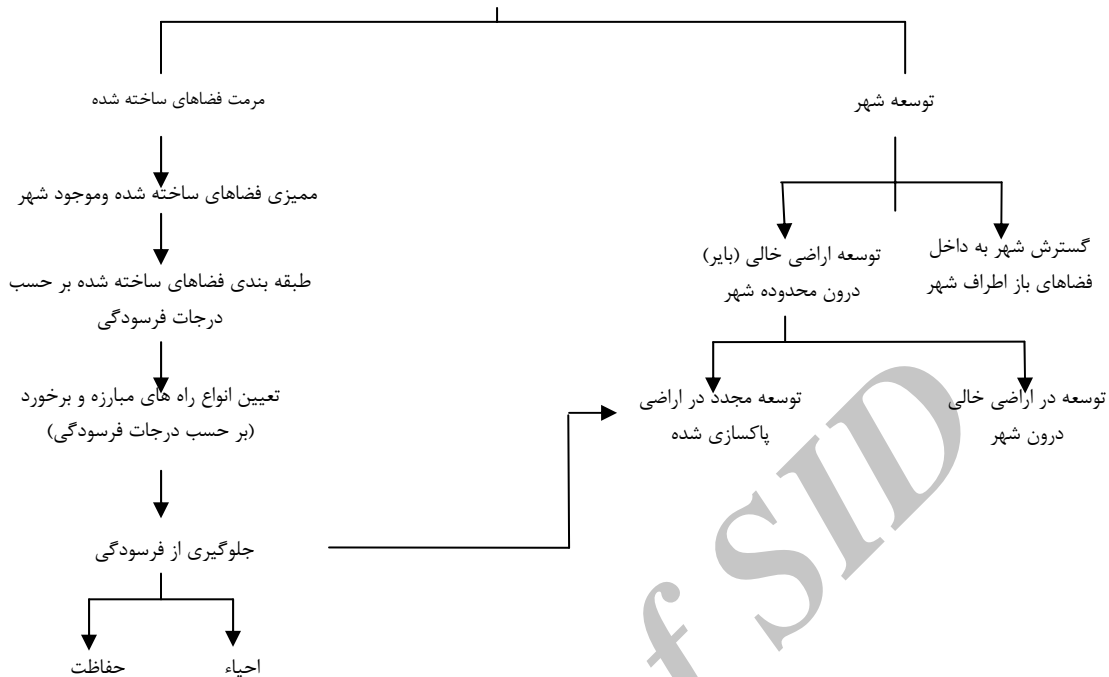 توسعه شهر
مرمت فضاهای ساخته شده
ممیزی فضاهای ساخته شده وموجود شهر
گسترش شهر به داخل
فضاهای باز اطراف شهر
توسعه اراضی خالی (بایر)
درون محدوده شهر
طبقه بندی فضاهای ساخته شده بر حسب
درجات فرسودگی
توسعه در اراضی خالی
درون شهر
توسعه مجدد در اراضی
پاکسازی شده
تعیین انواع راه های مبارزه و برخورد
(بر حسب درجات فرسودگی)
جلوگیری از فرسودگی
احیاء
حفاظت
f SID